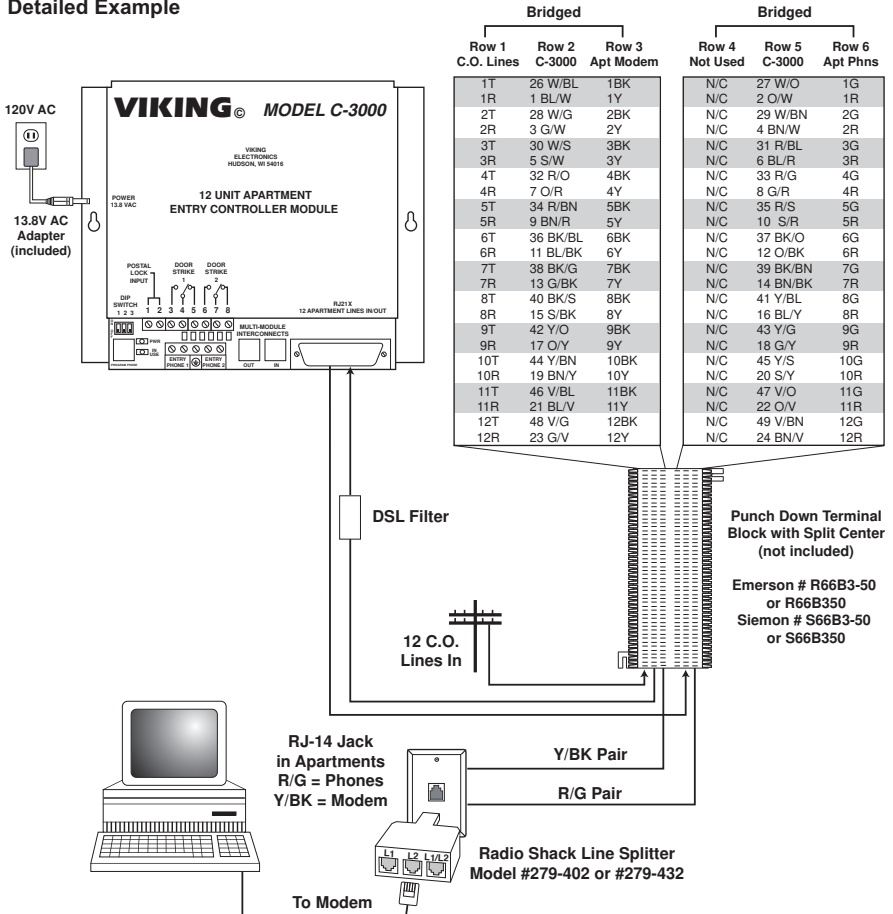 Detailed Example
Bridged
Bridged
Row 1 Row 2 Row 3
C.O. Lines C-3000 Apt Modem
Row 4 Row 5 Row 6
Not Used C-3000 Apt Phns
1T 26 W/BL 1BK N/C 27 W/O 1G
1R 1 BL/W 1Y N/C 2 O/W 1R
2T 28 W/G 2BK N/C 29 W/BN 2G
2R 3 G/W 2Y N/C 4 BN/W 2R
3T 30 W/S 3BK N/C 31 R/BL 3G
3R 5 S/W 3Y N/C 6 BL/R 3R
4T 32 R/O 4BK N/C 33 R/G 4G
4R 7 O/R 4Y N/C 8 G/R 4R
5T 34 R/BN 5BK N/C 35 R/S 5G
5R 9 BN/R 5Y N/C 10 S/R 5R
6T 36 BK/BL 6BK N/C 37 BK/O 6G
6R 11 BL/BK 6Y N/C 12 O/BK 6R
7T 38 BK/G 7BK N/C 39 BK/BN 7G
7R 13 G/BK 7Y N/C 14 BN/BK 7R
8T 40 BK/S 8BK N/C 41 Y/BL 8G
8R 15 S/BK 8Y N/C 16 BL/Y 8R
9T 42 Y/O 9BK N/C 43 Y/G 9G
9R 17 O/Y 9Y N/C 18 G/Y 9R
10T 44 Y/BN 10BK N/C 45 Y/S 10G
10R 19 BN/Y 10Y N/C 20 S/Y 10R
11T 46 V/BL 11BK N/C 47 V/O 11G
11R 21 BL/V 11Y N/C 22 O/V 11R
12T 48 V/G 12BK N/C 49 V/BN 12G
12R 23 G/V 12Y N/C 24 BN/V 12R
120V AC
13.8V AC
Adapter
(included)
VIKING© MODEL C-3000
VIKING
ELECTRONICS
HUDSON, WI 54016
POWER
13.8 VAC
12 UNIT APARTMENT
ENTRY CONTROLLER MODULE
POSTAL
LOCK
INPUT
DOOR
STRIKE
1
DOOR
STRIKE
2
DIP
SWITCH
1 2 3
1 2 3 4 5 6 7 8
RJ21X
12 APARTMENT LINES IN/OUT
MULTI-MODULE
INTERCONNECTS
PWR
IN
USE
ENTRY
PHONE 1
ENTRY
PHONE 2
OUT IN
DSL Filter
12 C.O.
Lines In
Punch Down Terminal
Block with Split Center
(not included)
Emerson # R66B3-50
or R66B350
Siemon # S66B3-50
or S66B350
RJ-14 Jack
in Apartments
R/G = Phones
Y/BK = Modem
Y/BK Pair
R/G Pair
L1 L2 L1/L2
Radio Shack Line Splitter
Model #279-402 or #279-432
To Modem